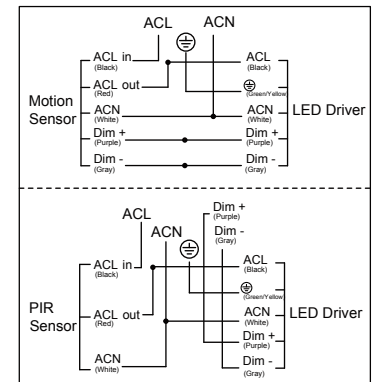 ACL
ACN
ACL in
(Black)
ACL out
(Red)
ACN
(White)
Dim +
(Purple)
Dim -
(Gray)
Motion
Sensor
ACL
(Black)
(Green/Yellow)
ACN
(White)
Dim +
(Purple)
Dim -
(Gray)
LED Driver
ACL
ACN
Dim +
(Purple)
Dim -
(Gray)
ACL in
(Black)
ACL out
(Red)
ACN
(White)
PIR
Sensor
ACL
(Black)
(Green/Yellow)
ACN
(White)
Dim +
(Purple)
Dim -
(Gray)
LED Driver